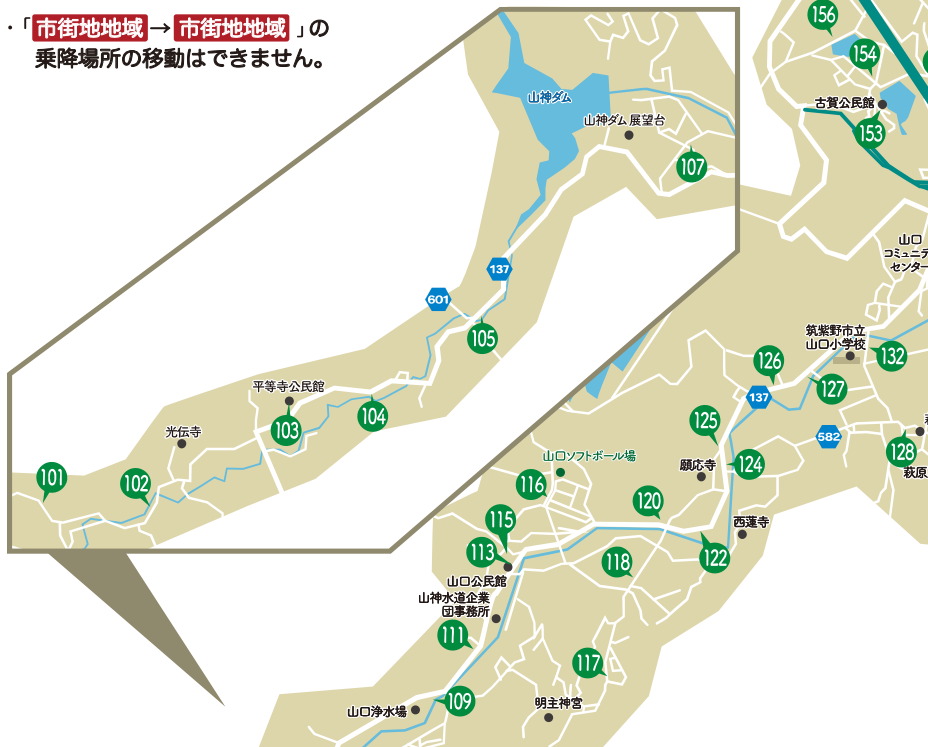 ・「市街地地域→市街地地域」の
乗降場所の移動はできません。
156
154
古賀公民館
153
山神ダム
山神ダム展望台
107
137
601
105
山口
コミュニテ
センター
筑紫野市立
山口小学校
132
126
127
137
平等寺公民館
103
104
光伝寺
101
102
125
582
128
萩原
124
願応寺
山口ソフトボール場
116
120
115
西蓮寺
113
118
122
山口公民館
山神水道企業
団事務所
111
117
109
山口浄水場
明主神宮